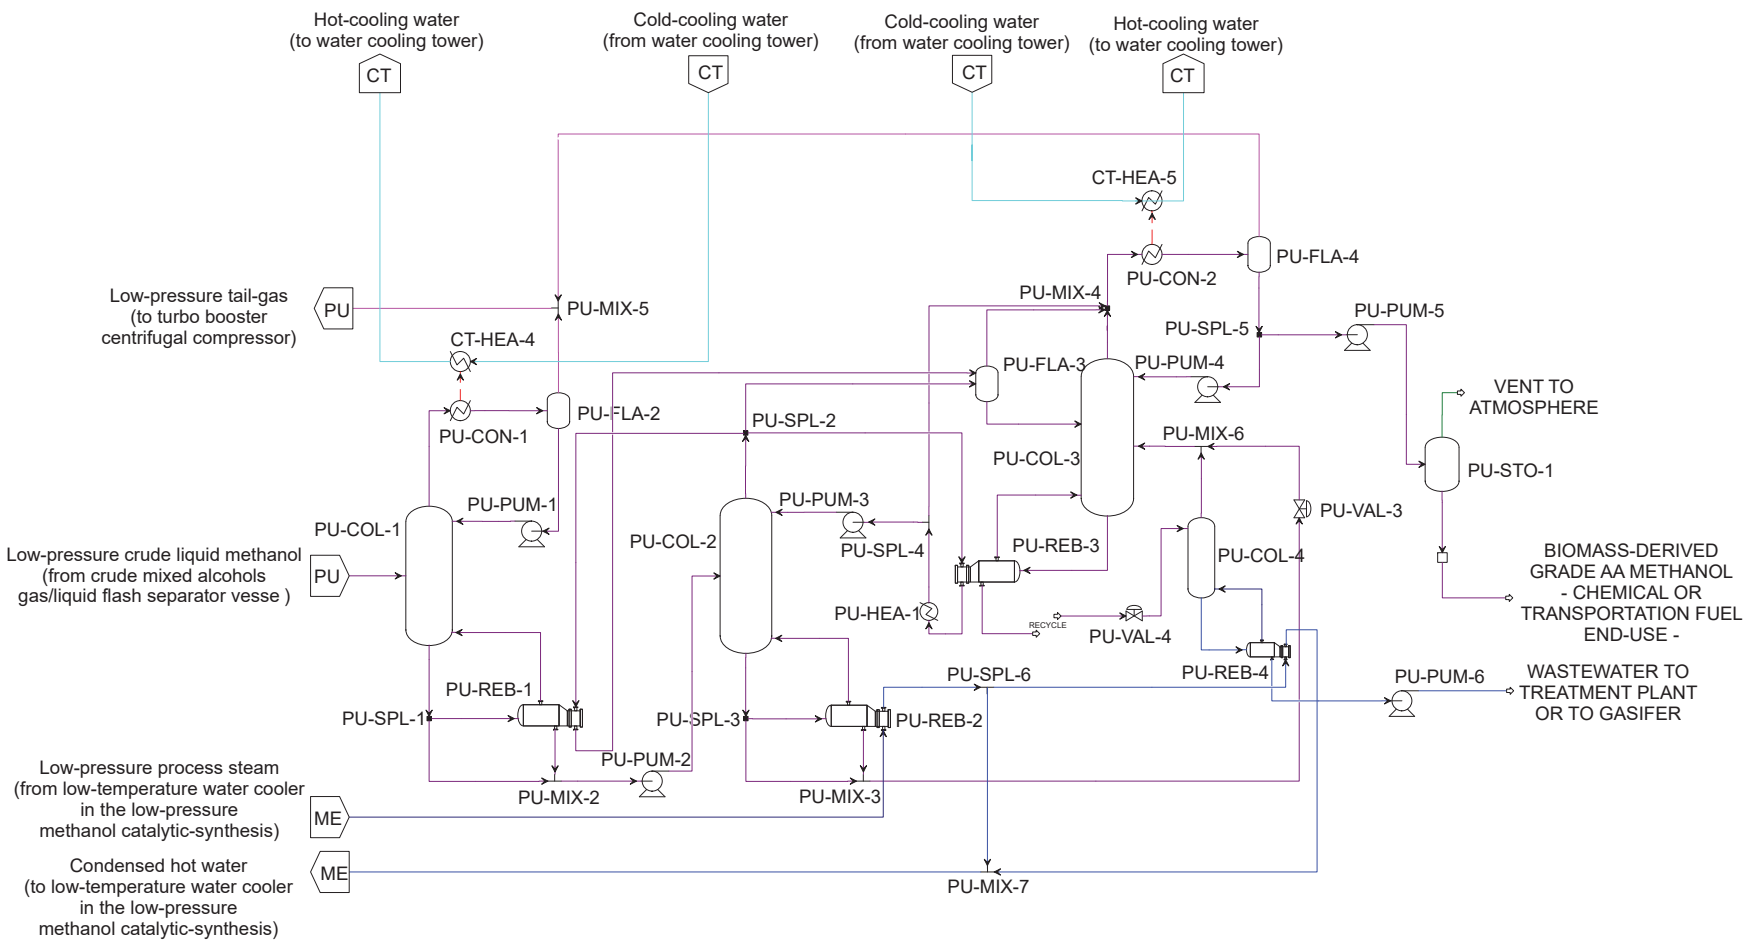 Hot-cooling water
(to water cooling tower)
CT
Cold-cooling water
(from water cooling tower)
CT
Cold-cooling water
(from water cooling tower)
CT
Hot-cooling water
(to water cooling tower)
CT
CT-HEA-5
PU-CON-2
PU-FLA-4
PU-MIX-4
Low-pressure tail-gas
(to turbo booster
centrifugal compressor)
PU
PU-MIX-5
CT-HEA-4
PU-SPL-5
PU-PUM-5
PU-FLA-3
PU-PUM-4
PU-CON-1
PU-FLA-2
PU-SPL-2
VENT TO
ATMOSPHERE
PU-MIX-6
PU-COL-3
PU-STO-1
PU-COL-1
PU-PUM-1
PU-PUM-3
PU-COL-2
PU-SPL-4
PU-REB-3
PU-VAL-3
PU-COL-4
Low-pressure crude liquid methanol
(from crude mixed alcohols
gas/liquid flash separator vesse )
PU
PU-HEA-1
RECYCLE
PU-VAL-4
BIOMASS-DERIVED
GRADE AA METHANOL
- CHEMICAL OR
TRANSPORTATION FUEL
END-USE -
PU-REB-1
PU-SPL-1
PU-SPL-3
PU-REB-2
PU-SPL-6
PU-REB-4
PU-PUM-6
WASTEWATER TO
TREATMENT PLANT
OR TO GASIFER
PU-PUM-2
PU-MIX-2
PU-MIX-3
Low-pressure process steam
(from low-temperature water cooler
in the low-pressure
methanol catalytic-synthesis)
ME
Condensed hot water
(to low-temperature water cooler
in the low-pressure
methanol catalytic-synthesis)
ME
PU-MIX-7